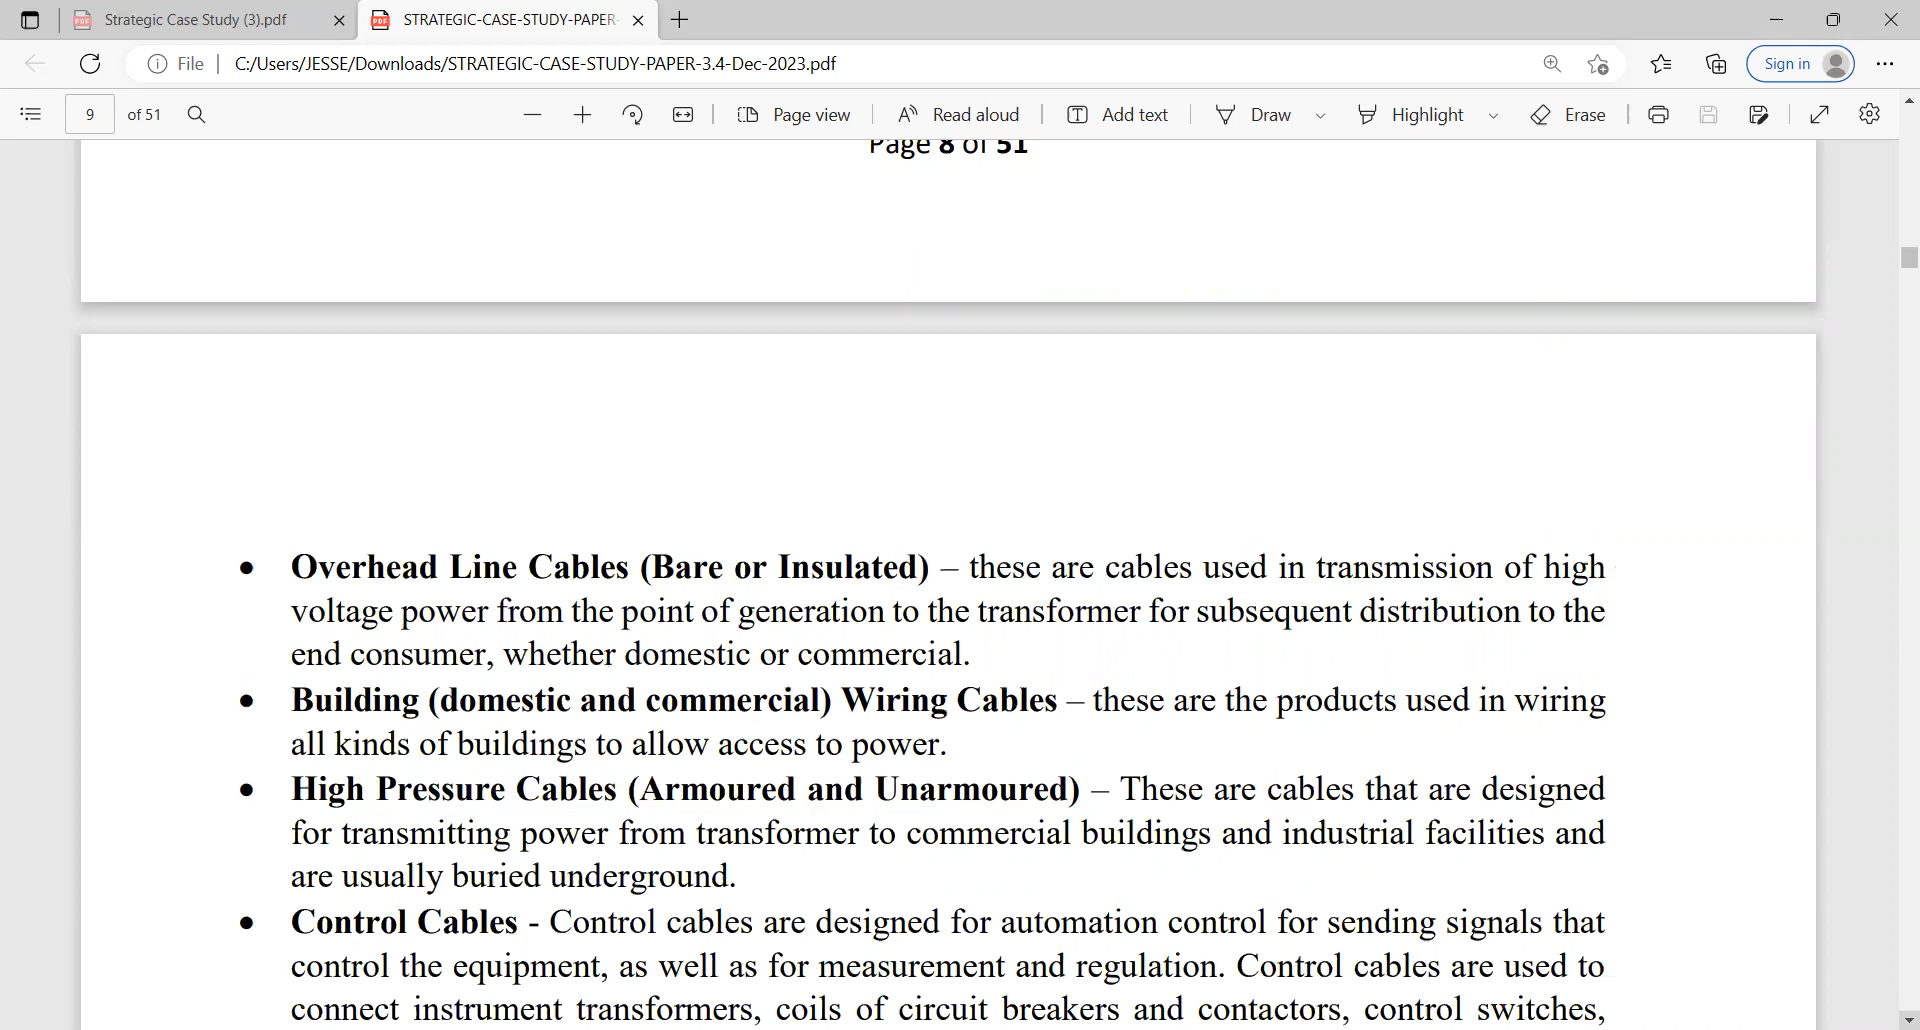 Strategic Case Study (3).pdf
STRATEGIC-CASE-STUDY-PAPER-
File
C:/Users/JESSE/Downloads/STRATEGIC-CASE-STUDY-PAPER-3.4-Dec-2023.pdf
Sign in
9 of 51
Page view
Read aloud
Add text
Draw
Highlight
Erase
Page 8 of 51
• Overhead Line Cables (Bare or Insulated) – these are cables used in transmission of high
voltage power from the point of generation to the transformer for subsequent distribution to the
end consumer, whether domestic or commercial.
• Building (domestic and commercial) Wiring Cables – these are the products used in wiring
all kinds of buildings to allow access to power.
• High Pressure Cables (Armoured and Unarmoured) – These are cables that are designed
for transmitting power from transformer to commercial buildings and industrial facilities and
are usually buried underground.
• Control Cables - Control cables are designed for automation control for sending signals that
control the equipment, as well as for measurement and regulation. Control cables are used to
connect instrument transformers, coils of circuit breakers and contactors, control switches,